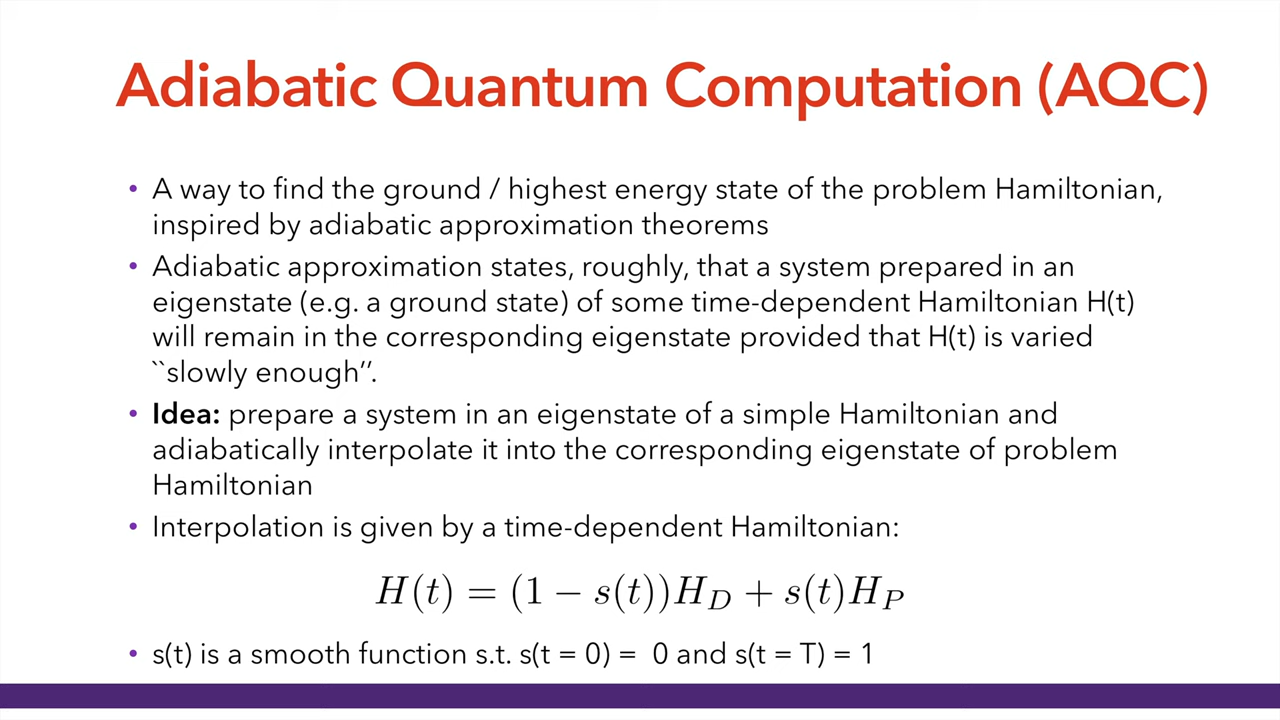 Adiabatic Quantum Computation (AQC)
• A way to find the ground / highest energy state of the problem Hamiltonian,
inspired by adiabatic approximation theorems
• Adiabatic approximation states, roughly, that a system prepared in an
eigenstate (e.g. a ground state) of some time-dependent Hamiltonian H(t)
will remain in the corresponding eigenstate provided that H(t) is varied
``slowly enough’’.
• Idea: prepare a system in an eigenstate of a simple Hamiltonian and
adiabatically interpolate it into the corresponding eigenstate of problem
Hamiltonian
• Interpolation is given by a time-dependent Hamiltonian:
H(t) = (1 − s(t))H_D + s(t)H_P
• s(t) is a smooth function s.t. s(t = 0) = 0 and s(t = T) = 1